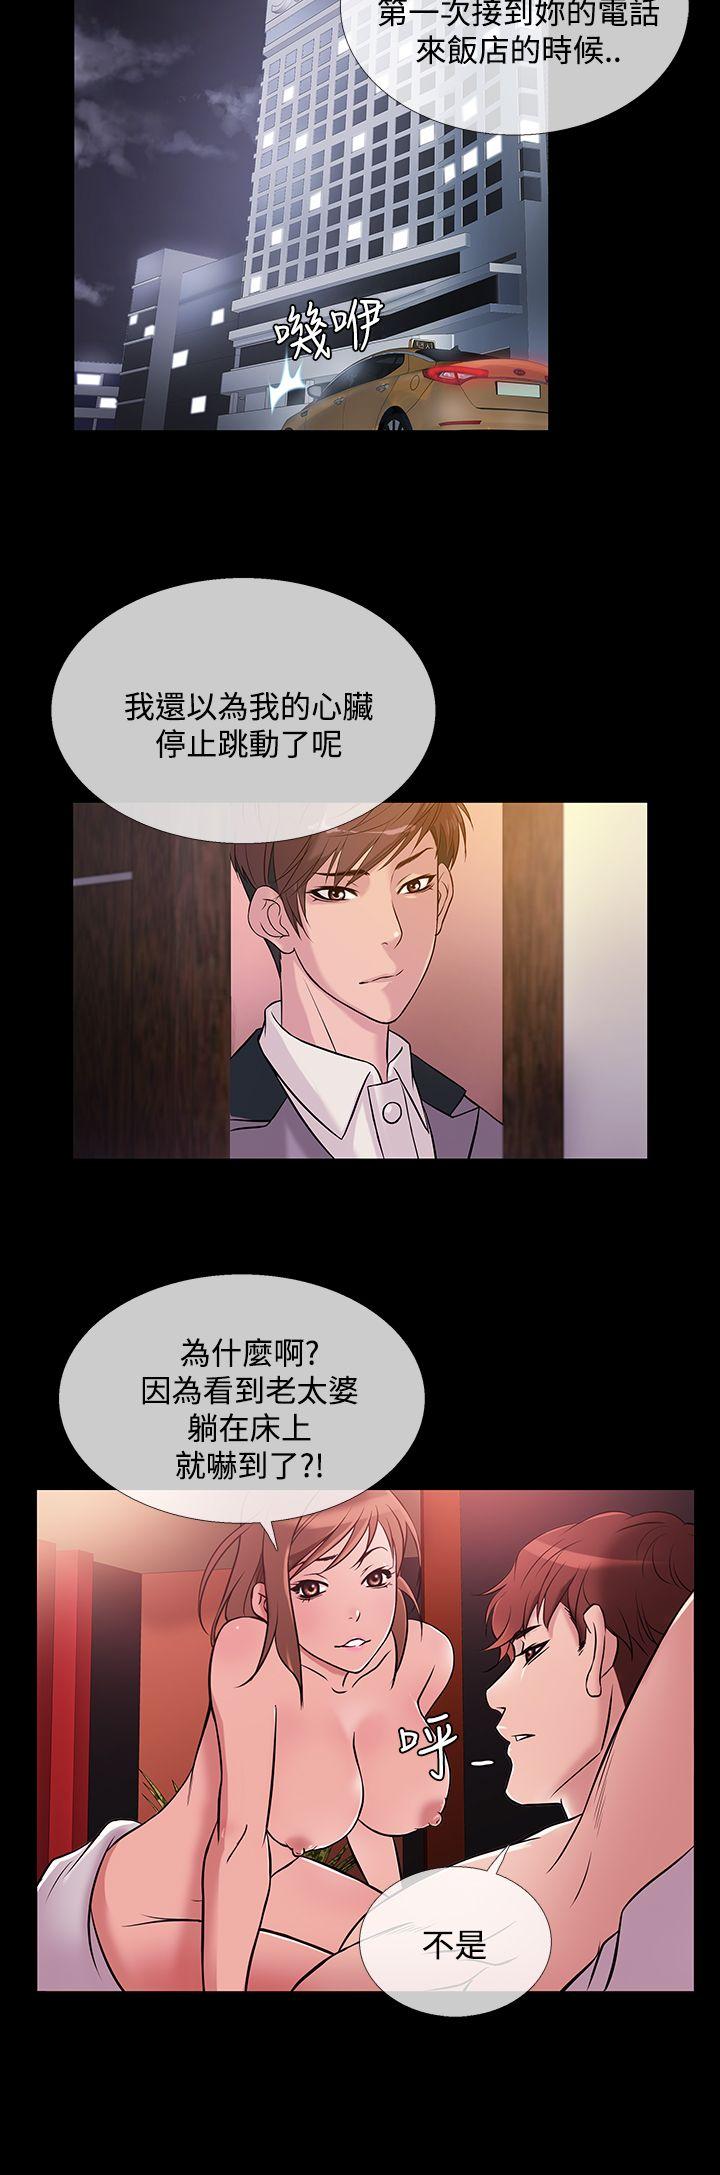 第一次接到妳的電話
來飯店的時候..
嘰咿
我還以為我的心臟
停止跳動了呢
為什麼啊?
因為看到老太婆
躺在床上
就嚇到了?!
呼-
不是